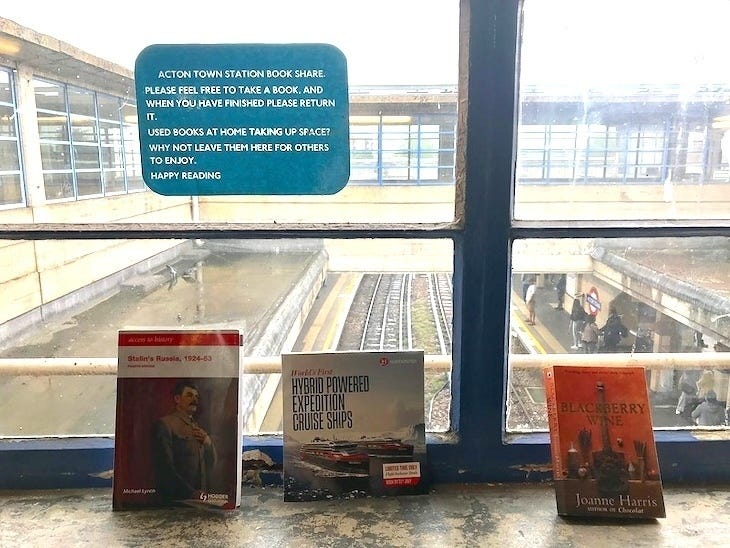 ACTON TOWN STATION BOOK SHARE.
PLEASE FEEL FREE TO TAKE A BOOK, AND
WHEN YOU HAVE FINISHED PLEASE RETURN
IT.
USED BOOKS AT HOME TAKING UP SPACE?
WHY NOT LEAVE THEM HERE FOR OTHERS
TO ENJOY.
HAPPY READING
access to history
Stalin's Russia, 1924-53
Michael Lynch
HODDER
World's First
HYBRID POWERED
EXPEDITION
CRUISE SHIPS
LIMITED TIME ONLY
BLACKBERRY
WINE
Joanne Harris
AUTHOR OF Chocolat